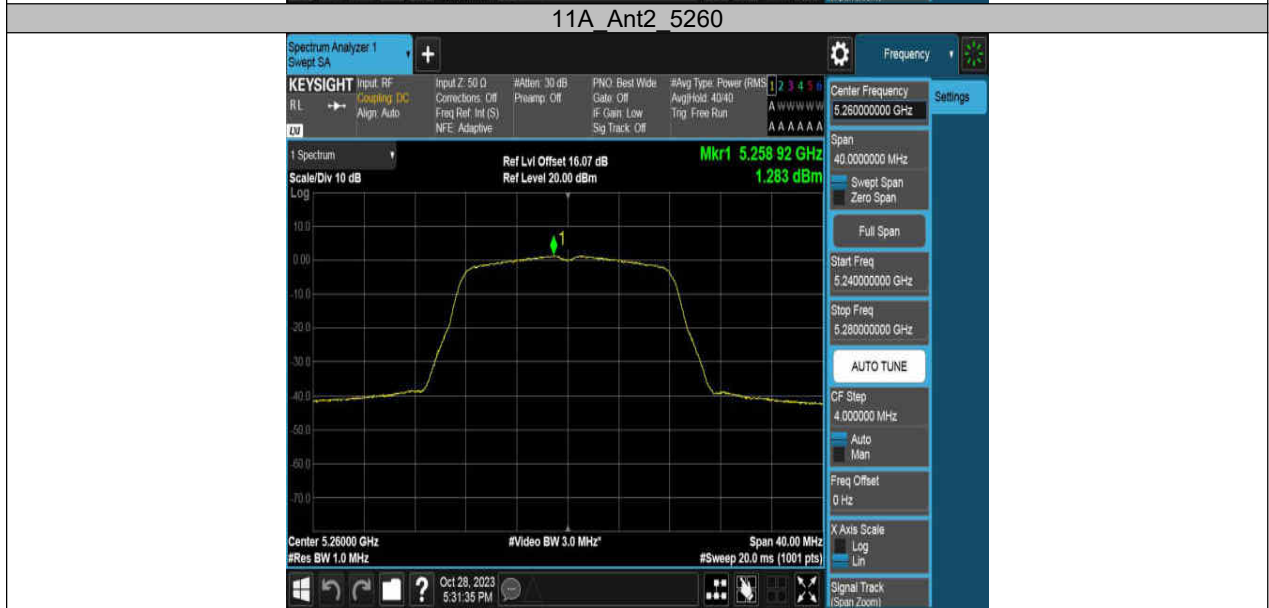 11A_Ant2_5260
Spectrum Analyzer 1
Swept SA
+
Frequency
KEYSIGHT
RL
LXI
Input: RF
Coupling: DC
Align: Auto
Input Z: 50 Ω
Corrections: Off
Freq Ref: Int (S)
NFE: Adaptive
#Atten: 30 dB
Preamp: Off
PNO: Best Wide
Gate: Off
IF Gain: Low
Sig Track: Off
#Avg Type: Power (RMS
Avg|Hold: 40/40
Trig: Free Run
1 2 3 4 5 6
A W W W W W
A A A A A A
Center Frequency
5.260000000 GHz
Settings
Span
40.0000000 MHz
Swept Span
Zero Span
Full Span
Start Freq
5.240000000 GHz
Stop Freq
5.280000000 GHz
AUTO TUNE
CF Step
4.000000 MHz
Auto
Man
Freq Offset
0 Hz
X Axis Scale
Log
Lin
Signal Track
(Span Zoom)
1 Spectrum
Scale/Div 10 dB
Log
Ref Lvl Offset 16.07 dB
Ref Level 20.00 dBm
Mkr1 5.258 92 GHz
1.283 dBm
1
10.0
0.00
-10.0
-20.0
-30.0
-40.0
-50.0
-60.0
-70.0
Center 5.26000 GHz
#Res BW 1.0 MHz
#Video BW 3.0 MHz*
Span 40.00 MHz
#Sweep 20.0 ms (1001 pts)
?
Oct 28, 2023
5:31:35 PM